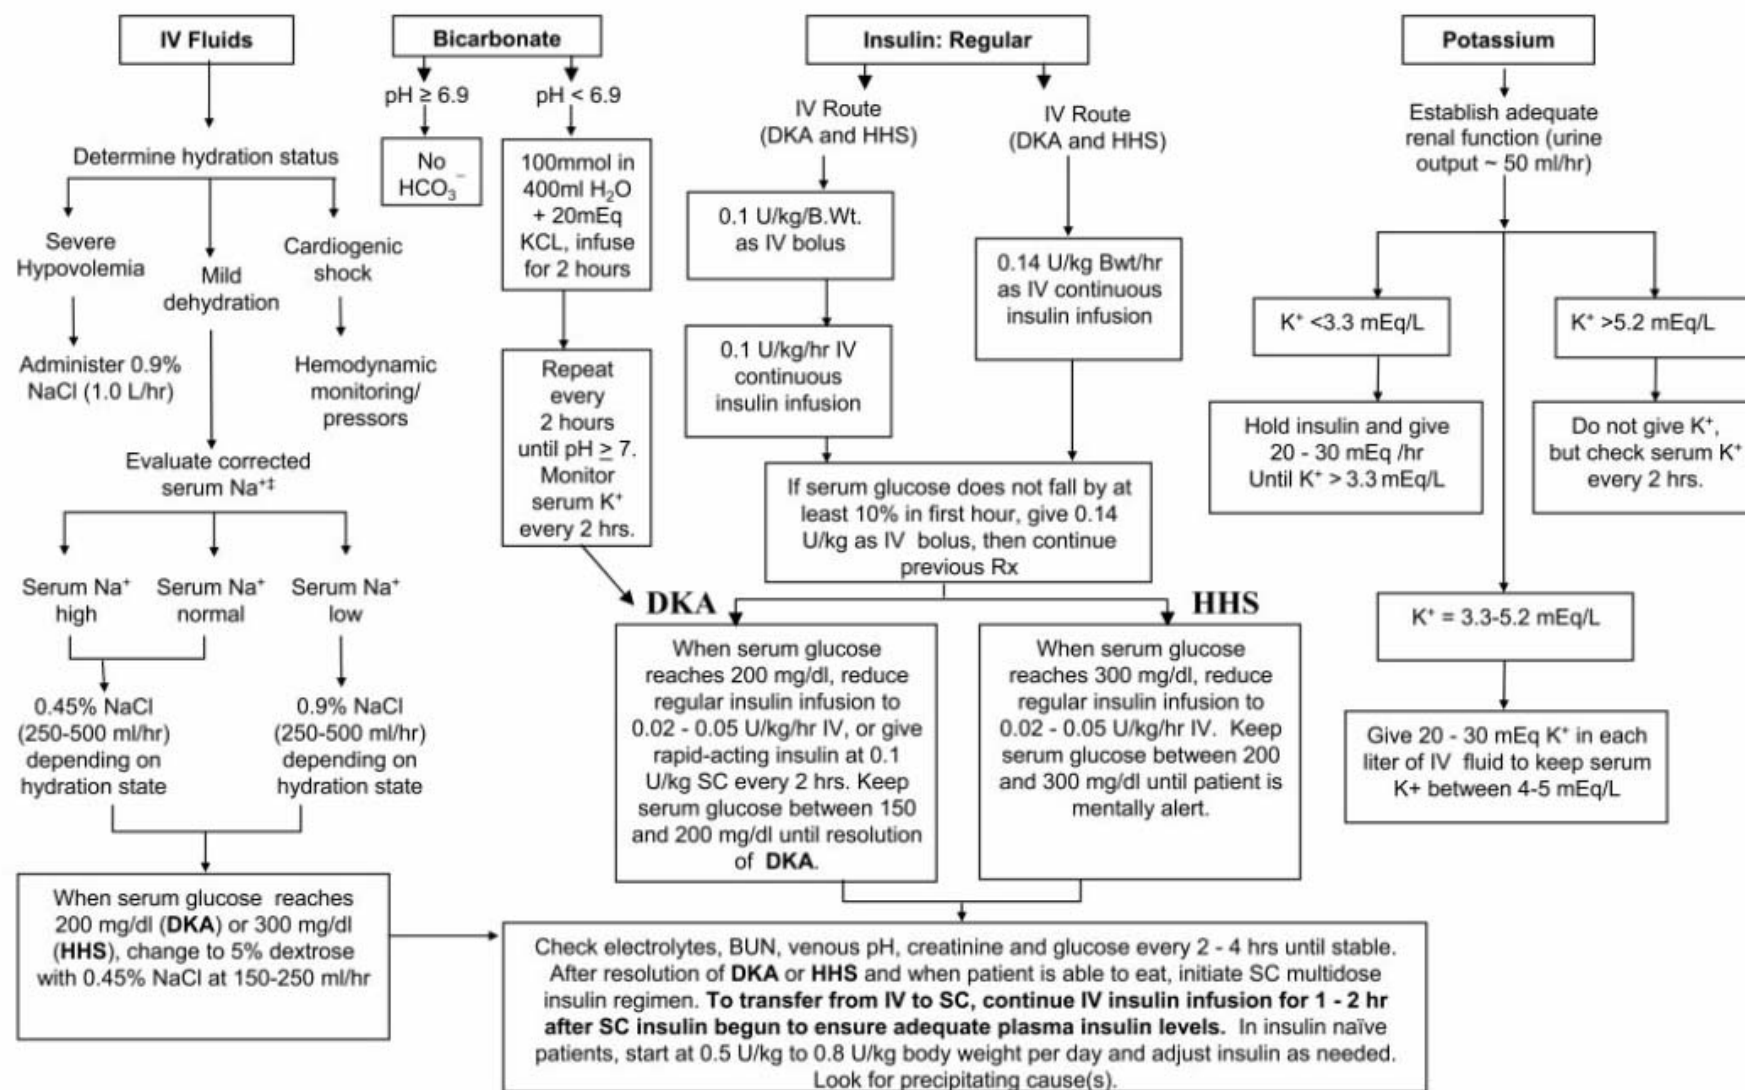 IV Fluids
Determine hydration status
Severe
Hypovolemia
Administer 0.9%
NaCl (1.0 L/hr)
Mild
dehydration
Cardiogenic
shock
Hemodynamic
monitoring/
pressors
Evaluate corrected
serum Na⁺‡
Serum Na⁺
high
Serum Na⁺
normal
Serum Na⁺
low
0.45% NaCl
(250-500 ml/hr)
depending on
hydration state
0.9% NaCl
(250-500 ml/hr)
depending on
hydration state
When serum glucose reaches
200 mg/dl (DKA) or 300 mg/dl
(HHS), change to 5% dextrose
with 0.45% NaCl at 150-250 ml/hr
Bicarbonate
pH ≥ 6.9
No
HCO₃⁻
pH < 6.9
100mmol in
400ml H₂O
+ 20mEq
KCL, infuse
for 2 hours
Repeat
every
2 hours
until pH ≥ 7.
Monitor
serum K⁺
every 2 hrs.
Insulin: Regular
IV Route
(DKA and HHS)
0.1 U/kg/B.Wt.
as IV bolus
0.1 U/kg/hr IV
continuous
insulin infusion
IV Route
(DKA and HHS)
0.14 U/kg Bwt/hr
as IV continuous
insulin infusion
If serum glucose does not fall by at
least 10% in first hour, give 0.14
U/kg as IV bolus, then continue
previous Rx
DKA
When serum glucose
reaches 200 mg/dl, reduce
regular insulin infusion to
0.02 - 0.05 U/kg/hr IV, or give
rapid-acting insulin at 0.1
U/kg SC every 2 hrs. Keep
serum glucose between 150
and 200 mg/dl until resolution
of DKA.
HHS
When serum glucose
reaches 300 mg/dl, reduce
regular insulin infusion to
0.02 - 0.05 U/kg/hr IV. Keep
serum glucose between 200
and 300 mg/dl until patient is
mentally alert.
Potassium
Establish adequate
renal function (urine
output ~ 50 ml/hr)
K⁺ <3.3 mEq/L
Hold insulin and give
20 - 30 mEq /hr
Until K⁺ > 3.3 mEq/L
K⁺ >5.2 mEq/L
Do not give K⁺,
but check serum K⁺
every 2 hrs.
K⁺ = 3.3-5.2 mEq/L
Give 20 - 30 mEq K⁺ in each
liter of IV fluid to keep serum
K+ between 4-5 mEq/L
Check electrolytes, BUN, venous pH, creatinine and glucose every 2 - 4 hrs until stable.
After resolution of DKA or HHS and when patient is able to eat, initiate SC multidose
insulin regimen. To transfer from IV to SC, continue IV insulin infusion for 1 - 2 hr
after SC insulin begun to ensure adequate plasma insulin levels. In insulin naïve
patients, start at 0.5 U/kg to 0.8 U/kg body weight per day and adjust insulin as needed.
Look for precipitating cause(s).